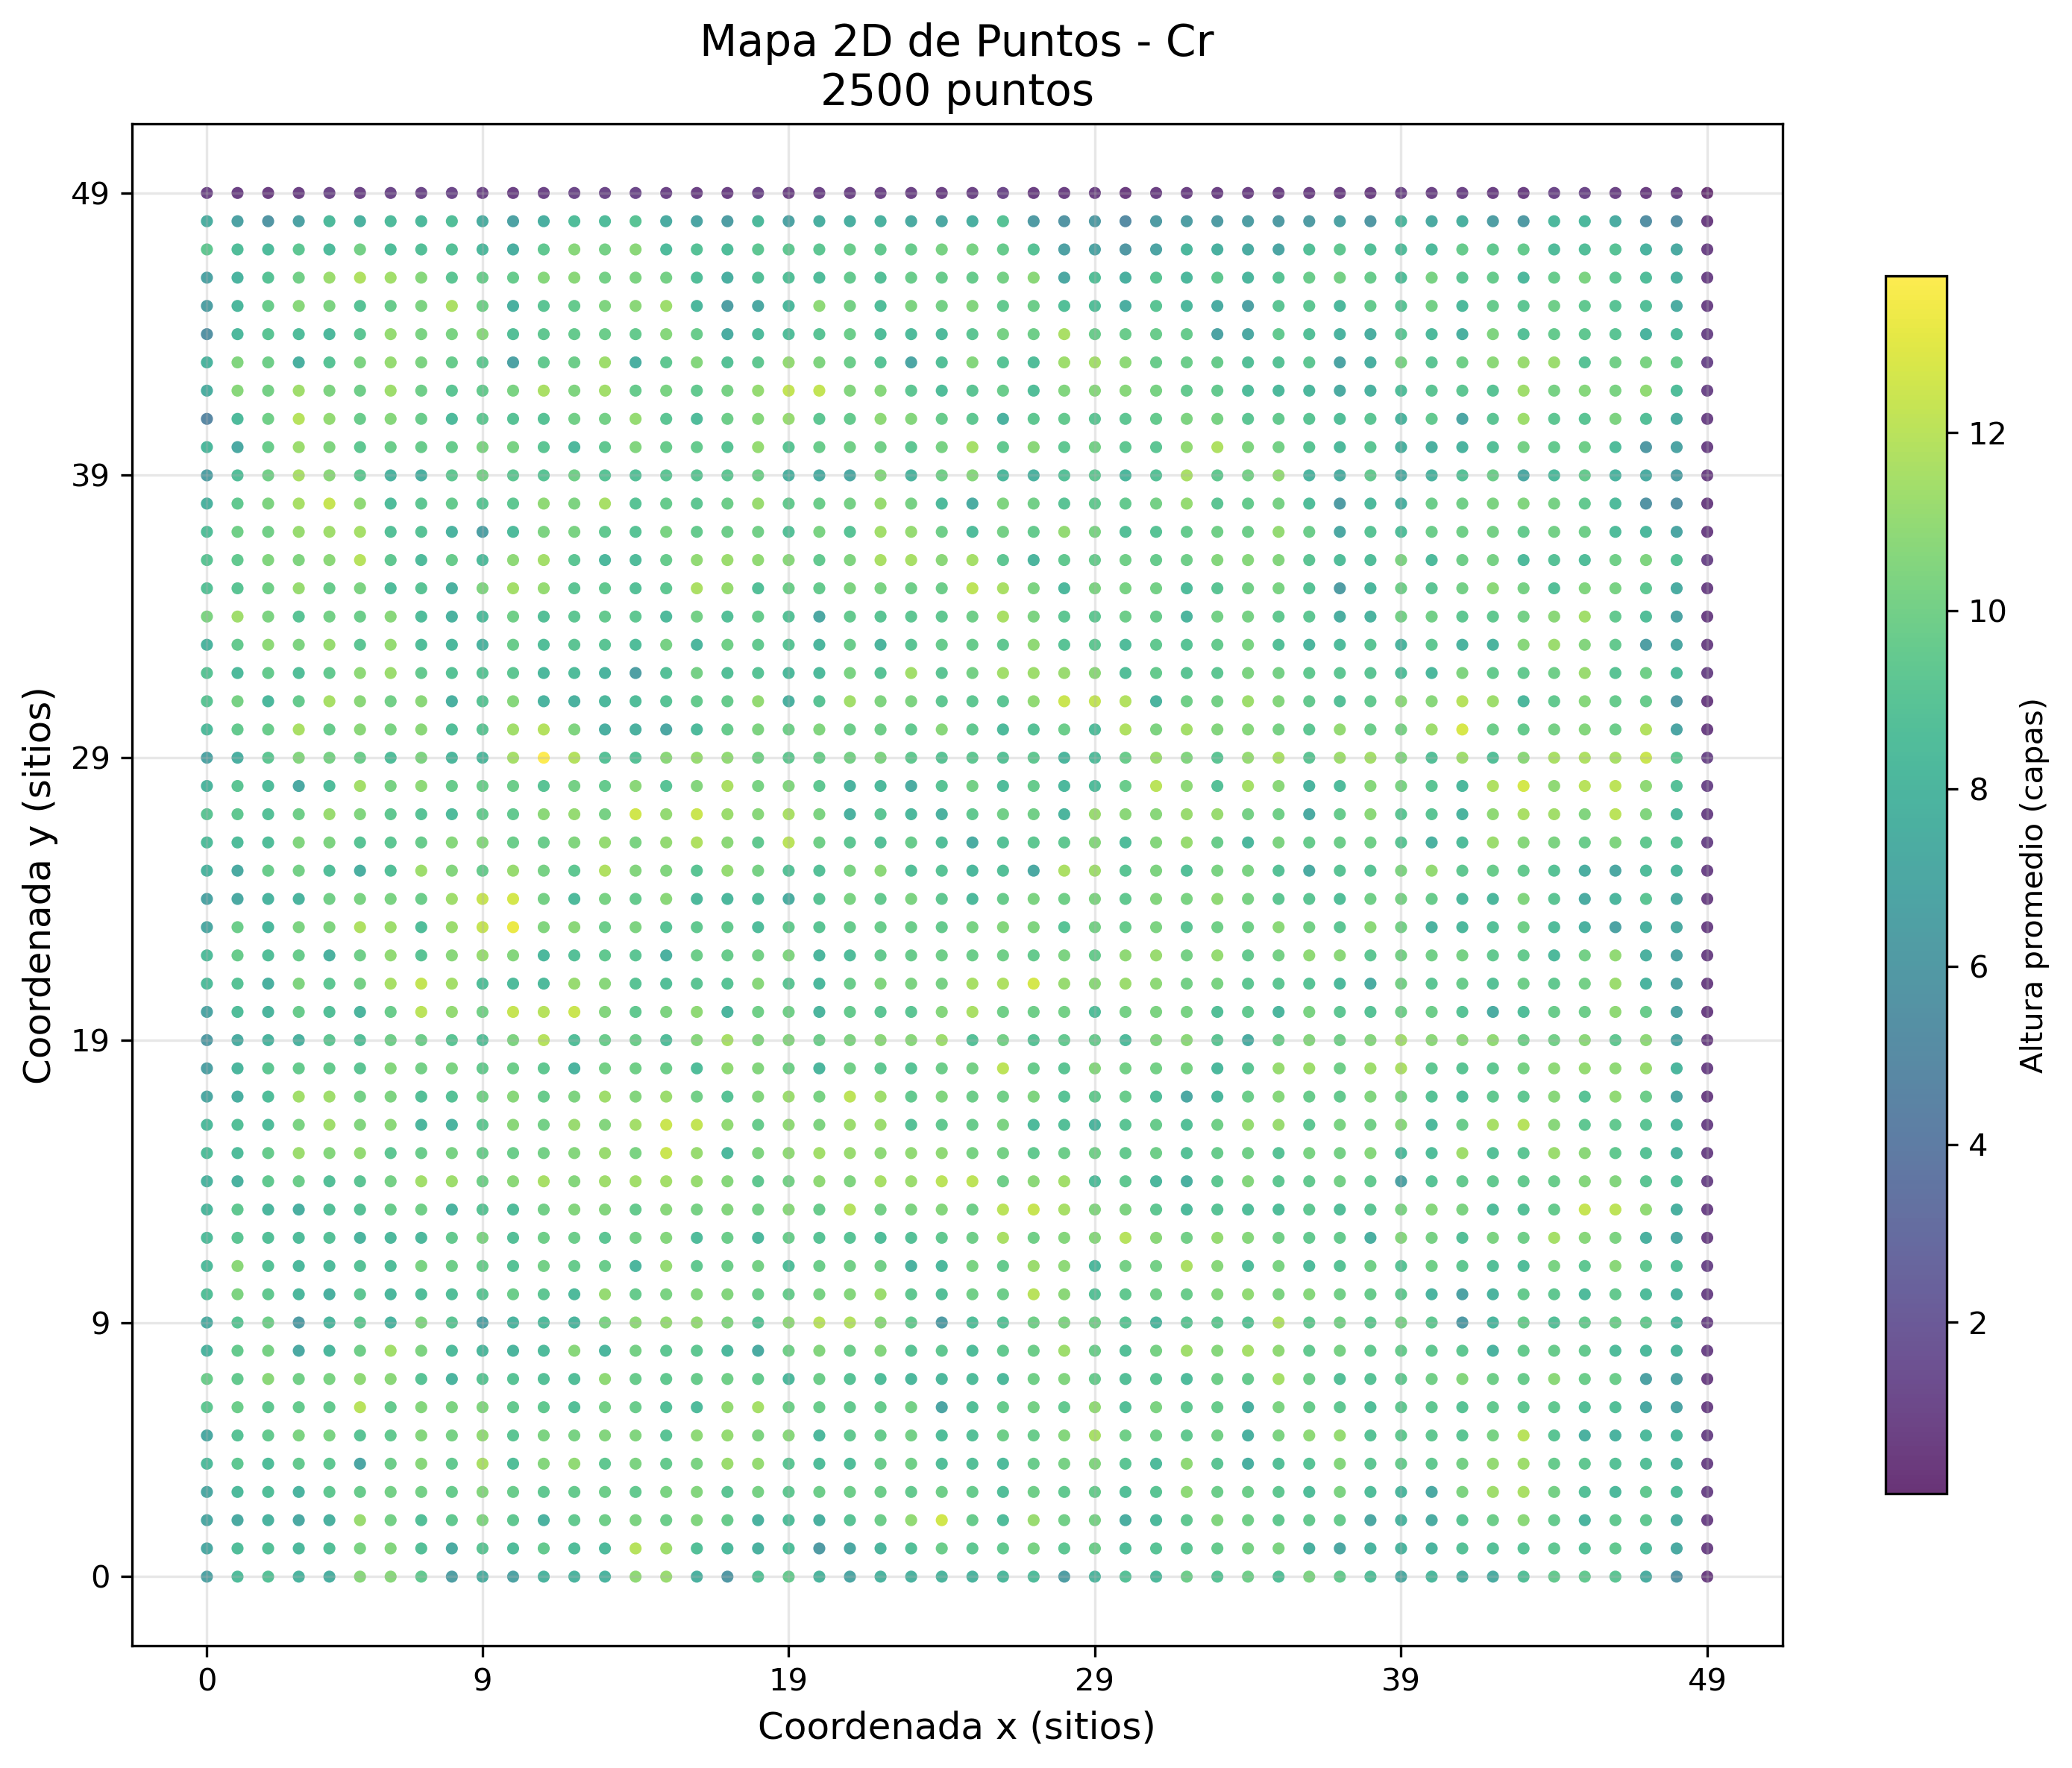 Mapa 2D de Puntos - Cr
2500 puntos
Coordenada y (sitios)
49
39
29
19
9
0
0 9 19 29 39 49
Coordenada x (sitios)
12
10
8
6
4
2
Altura promedio (capas)